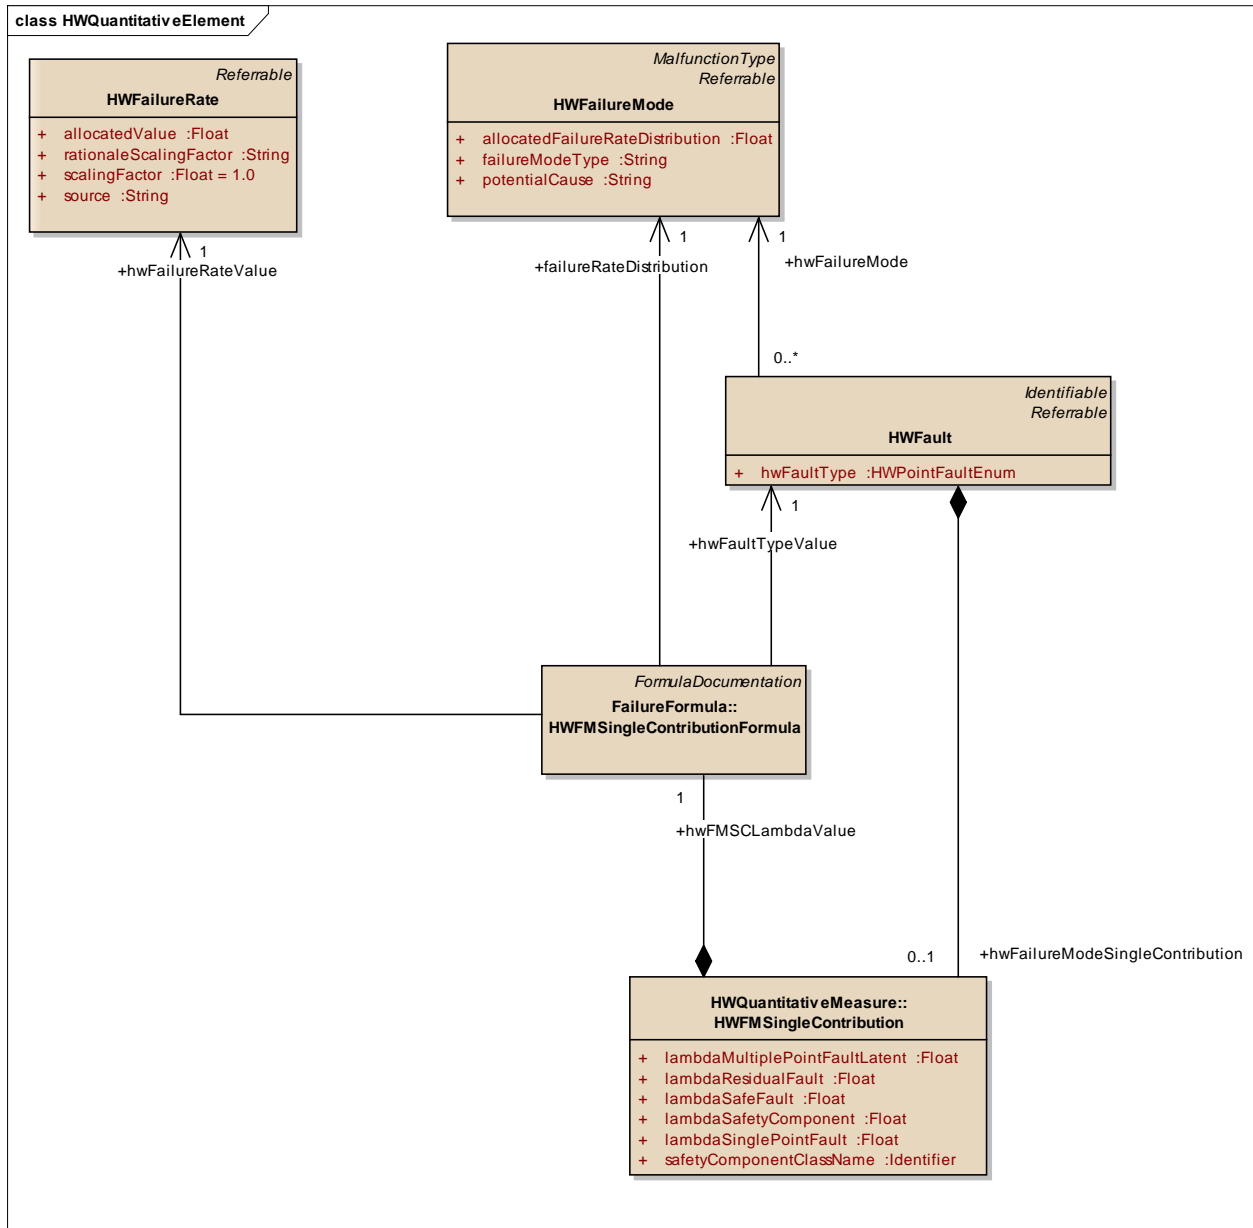 class HWQuantitativeElement
Referrable
HWFailureRate
+ allocatedValue :Float
+ rationaleScalingFactor :String
+ scalingFactor :Float = 1.0
+ source :String
MalfunctionType
Referrable
HWFailureMode
+ allocatedFailureRateDistribution :Float
+ failureModeType :String
+ potentialCause :String
1
+hwFailureRateValue
1
+failureRateDistribution
1
+hwFailureMode
0..*
Identifiable
Referrable
HWFault
+ hwFaultType :HWPointFaultEnum
1
+hwFaultTypeValue
FormulaDocumentation
FailureFormula::
HWFMSingleContributionFormula
1
+hwFMSCLambdaValue
0..1
+hwFailureModeSingleContribution
HWQuantitativeMeasure::
HWFMSingleContribution
+ lambdaMultiplePointFaultLatent :Float
+ lambdaResidualFault :Float
+ lambdaSafeFault :Float
+ lambdaSafetyComponent :Float
+ lambdaSinglePointFault :Float
+ safetyComponentClassName :Identifier